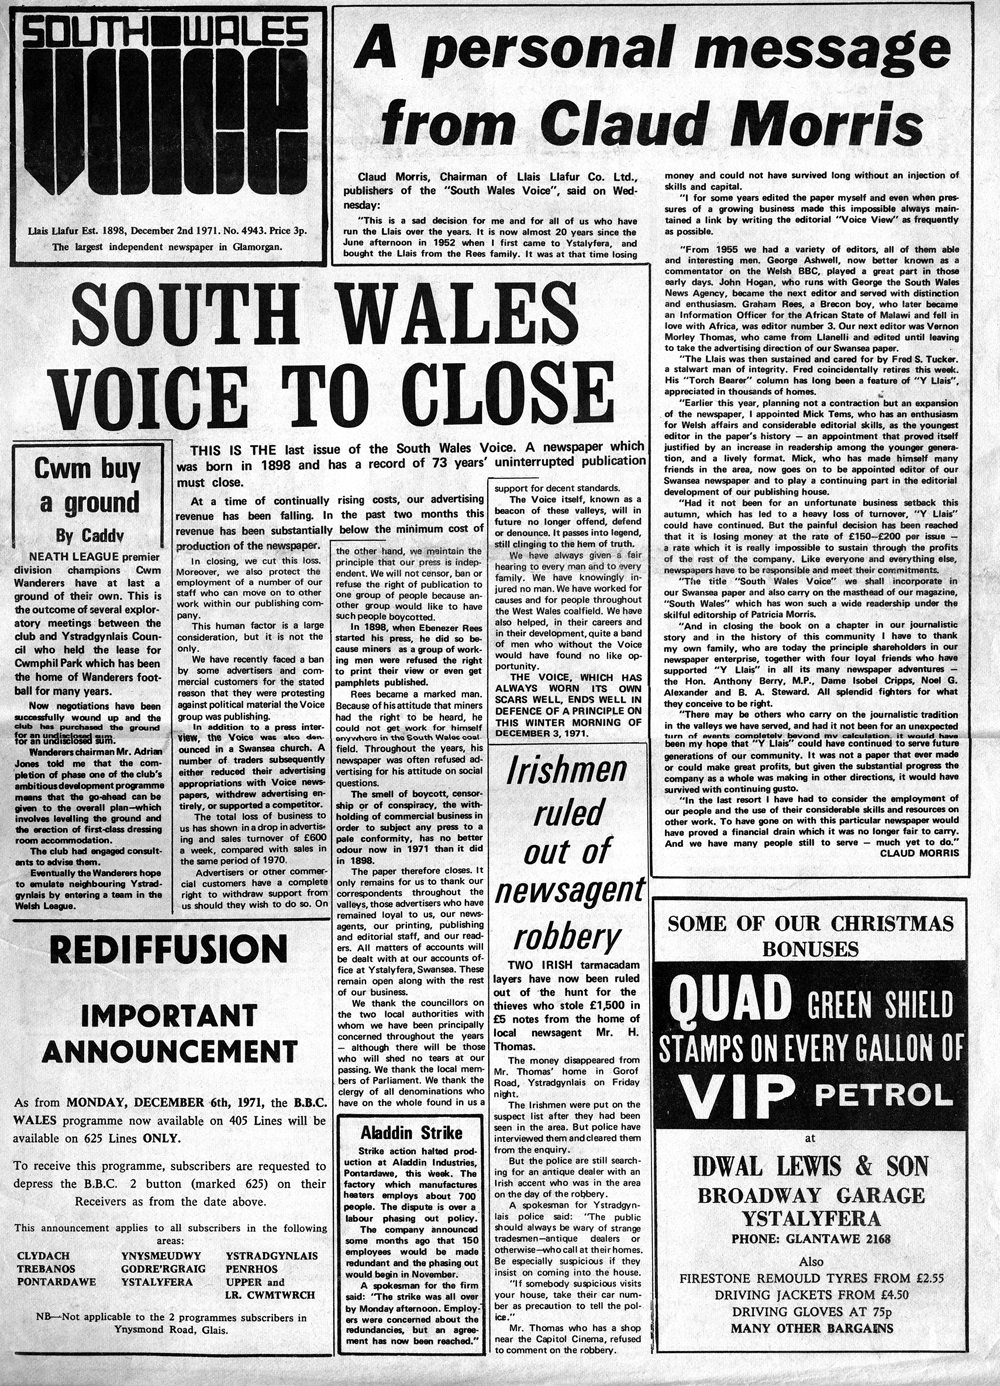 SOUTH WALES
VOICE
Llais Llafur Est. 1898, December 2nd 1971. No. 4943. Price 3p.
The largest independent newspaper in Glamorgan.
A personal message
from Claud Morris
Claud Morris, Chairman of Llais Llafur Co. Ltd.,
publishers of the "South Wales Voice", said on Wed-
nesday:
"This is a sad decision for me and for all of us who have
run the Llais over the years. It is now almost 20 years since the
June afternoon in 1952 when I first came to Ystalyfera, and
bought the Llais from the Rees family. It was at that time losing
money and could not have survived long without an injection of
skills and capital.
"I for some years edited the paper myself and even when pres-
sures of a growing business made this impossible always main-
tained a link by writing the editorial "Voice View" as frequently
as possible.
"From 1955 we had a variety of editors, all of them able
and interesting men. George Ashwell, now better known as a
commentator on the Welsh BBC, played a great part in those
early days. John Hogan, who runs with George the South Wales
News Agency, became the next editor and served with distinction
and enthusiasm. Graham Rees, a Brecon boy, who later became
an Information Officer for the African State of Malawi and fell in
love with Africa, was editor number 3. Our next editor was Vernon
Morley Thomas, who came from Llanelli and edited until leaving
to take the advertising direction of our Swansea paper.
"The Llais was then sustained and cared for by Fred S. Tucker.
a stalwart man of integrity. Fred coincidentally retires this week.
His "Torch Bearer" column has long been a feature of "Y Llais",
appreciated in thousands of homes.
"Earlier this year, planning not a contraction but an expansion
of the newspaper, I appointed Mick Tems, who has an enthusiasm
for Welsh affairs and considerable editorial skills, as the youngest
editor in the paper's history — an appointment that proved itself
justified by an increase in readership among the younger genera-
tion, and a lively format. Mick, who has made himself many
friends in the area, now goes on to be appointed editor of our
Swansea newspaper and to play a continuing part in the editorial
development of our publishing house.
"Had it not been for an unfortunate business setback this
autumn, which has led to a heavy loss of turnover, "Y Llais"
could have continued. But the painful decision has been reached
that it is losing money at the rate of £150—£200 per issue —
a rate which it is really impossible to sustain through the profits
of the rest of the company. Like everyone and everything else,
newspapers have to be responsible and meet their commitments.
"The title "South Wales Voice" we shall incorporate in
our Swansea paper and also carry on the masthead of our magazine,
"South Wales" which has won such a wide readership under the
skilful editorship of Patricia Morris.
"And in closing the book on a chapter in our journalistic
story and in the history of this community I have to thank
my own family, who are today the principle shareholders in our
newspaper enterprise, together with four loyal friends who have
supported "Y Llais" in all its many newspaper adventures —
the Hon. Anthony Berry, M.P., Dame Isobel Cripps, Noel G.
Alexander and B. A. Steward. All splendid fighters for what
they conceive to be right.
"There may be others who carry on the journalistic tradition
in the valleys we have served, and had it not been for an unexpected
turn of events completely beyond my calculation it would have
been my hope that "Y Llais" could have continued to serve future
generations of our community. It was not a paper that ever made
or could make great profits, but given the substantial progress the
company as a whole was making in other directions, it would have
survived with continuing gusto.
"In the last resort I have had to consider the employment of
our people and the use of their considerable skills and resources on
other work. To have gone on with this particular newspaper would
have proved a financial drain which it was no longer fair to carry.
And we have many people still to serve — much yet to do."
CLAUD MORRIS
SOUTH WALES
VOICE TO CLOSE
THIS IS THE last issue of the South Wales Voice. A newspaper which
was born in 1898 and has a record of 73 years' uninterrupted publication
must close.
At a time of continually rising costs, our advertising
revenue has been falling. In the past two months this
revenue has been substantially below the minimum cost of
production of the newspaper.
In closing, we cut this loss.
Moreover, we also protect the
employment of a number of our
staff who can move on to other
work within our publishing com-
pany.
This human factor is a large
consideration, but it is not the
only.
We have recently faced a ban
by some advertisers and com-
mercial customers for the stated
reason that they were protesting
against political material the Voice
group was publishing.
In addition to a press inter-
view, the Voice was also den-
ounced in a Swansea church. A
number of traders subsequently
either reduced their advertising
appropriations with Voice news-
papers, withdrew advertising en-
tirely, or supported a competitor.
The total loss of business to
us has shown in a drop in advertis-
ing and sales turnover of £600
a week, compared with sales in
the same period of 1970.
Advertisers or other commer-
cial customers have a complete
right to withdraw support from
us should they wish to do so. On
the other hand, we maintain the
principle that our press is indep-
endent. We will not censor, ban or
refuse the right of publication to
one group of people because an-
other group would like to have
such people boycotted.
In 1898, when Ebenezer Rees
started his press, he did so be-
cause miners as a group of work-
ing men were refused the right
to print their view or even get
pamphlets published.
Rees became a marked man.
Because of his attitude that miners
had the right to be heard, he
could not get work for himself
anywhere in the South Wales coal-
field. Throughout the years, his
newspaper was often refused ad-
vertising for his attitude on social
questions.
The smell of boycott, censor-
ship or of conspiracy, the with-
holding of commercial business in
order to subject any press to a
pale conformity, has no better
odour now in 1971 than it did
in 1898.
The paper therefore closes. It
only remains for us to thank our
correspondents throughout the
valleys, those advertisers who have
remained loyal to us, our news-
agents, our printing, publishing
and editorial staff, and our read-
ers. All matters of accounts will
be dealt with at our accounts of-
fice at Ystalyfera, Swansea. These
remain open along with the rest
of our business.
We thank the councillors on
the two local authorities with
whom we have been principally
concerned throughout the years
— although there will be those
who will shed no tears at our
passing. We thank the local mem-
bers of Parliament. We thank the
clergy of all denominations who
have on the whole found in us a
support for decent standards.
The Voice itself, known as a
beacon of these valleys, will in
future no longer offend, defend
or denounce. It passes into legend,
still clinging to the hem of truth.
We have always given a fair
hearing to every man and to every
family. We have knowingly in-
jured no man. We have worked for
causes and for people throughout
the West Wales coalfield. We have
also helped, in their careers and
in their development, quite a band
of men who without the Voice
would have found no like op-
portunity.
THE VOICE, WHICH HAS
ALWAYS WORN ITS OWN
SCARS WELL, ENDS WELL IN
DEFENCE OF A PRINCIPLE ON
THIS WINTER MORNING OF
DECEMBER 3, 1971.
Cwm buy
a ground
By Caddy
NEATH LEAGUE premier
division champions Cwm
Wanderers have at last a
ground of their own. This is
the outcome of several explor-
atory meetings between the
club and Ystradgynlais Coun-
cil who held the lease for
Cwmphil Park which has been
the home of Wanderers foot-
ball for many years.
Now negotiations have been
successfully wound up and the
club has purchased the ground
for an undisclosed sum.
for an undisclosed sum.
Wanderers chairman Mr. Adrian
Jones told me that the com-
pletion of phase one of the club's
ambitious development programme
means that the go-ahead can be
given to the overall plan—which
involves levelling the ground and
the erection of first-class dressing
room accommodation.
The club had engaged consult-
ants to advise them.
Eventually the Wanderers hope
to emulate neighbouring Ystrad-
gynlais by entering a team in the
Welsh League.
REDIFFUSION
IMPORTANT
ANNOUNCEMENT
As from MONDAY, DECEMBER 6th, 1971, the B.B.C.
WALES programme now available on 405 Lines will be
available on 625 Lines ONLY.
To receive this programme, subscribers are requested to
depress the B.B.C. 2 button (marked 625) on their
Receivers as from the date above.
This announcement applies to all subscribers in the following
areas:
CLYDACH YNYSMEUDWY YSTRADGYNLAIS
TREBANOS GODRE'RGRAIG PENRHOS
PONTARDAWE YSTALYFERA UPPER and
LR. CWMTWRCH
NB—Not applicable to the 2 programmes subscribers in
Ynysmond Road, Glais.
Aladdin Strike
Strike action halted prod-
uction at Aladdin Industries,
Pontardawe, this week. The
factory which manufactures
heaters employs about 700
people. The dispute is over a
labour phasing out policy.
The company announced
some months ago that 150
employees would be made
redundant and the phasing out
would begin in November.
A spokesman for the firm
said: "The strike was all over
by Monday afternoon. Employ-
ers were concerned about the
redundancies, but an agree-
ment has now been reached."
Irishmen
ruled
out of
newsagent
robbery
TWO IRISH tarmacadam
layers have now been ruled
out of the hunt for the
thieves who stole £1,500 in
£5 notes from the home of
local newsagent Mr. H.
Thomas.
The money disappeared from
Mr. Thomas' home in Gorof
Road, Ystradgynlais on Friday
night.
The Irishmen were put on the
suspect list after they had been
seen in the area. But police have
interviewed them and cleared them
from the enquiry.
But the police are still search-
ing for an antique dealer with an
Irish accent who was in the area
on the day of the robbery.
A spokesman for Ystradgyn-
lais police said: "The public
should always be wary of strange
tradesmen—antique dealers or
otherwise—who call at their homes.
Be especially suspicious if they
insist on coming into the house.
"If somebody suspicious visits
your house, take their car num-
ber as precaution to tell the pol-
ice."
Mr. Thomas who has a shop
near the Capitol Cinema, refused
to comment on the robbery.
SOME OF OUR CHRISTMAS
BONUSES
QUAD GREEN SHIELD
STAMPS ON EVERY GALLON OF
VIP PETROL
at
IDWAL LEWIS & SON
BROADWAY GARAGE
YSTALYFERA
PHONE: GLANTAWE 2168
Also
FIRESTONE REMOULD TYRES FROM £2.55
DRIVING JACKETS FROM £4.50
DRIVING GLOVES AT 75p
MANY OTHER BARGAINS